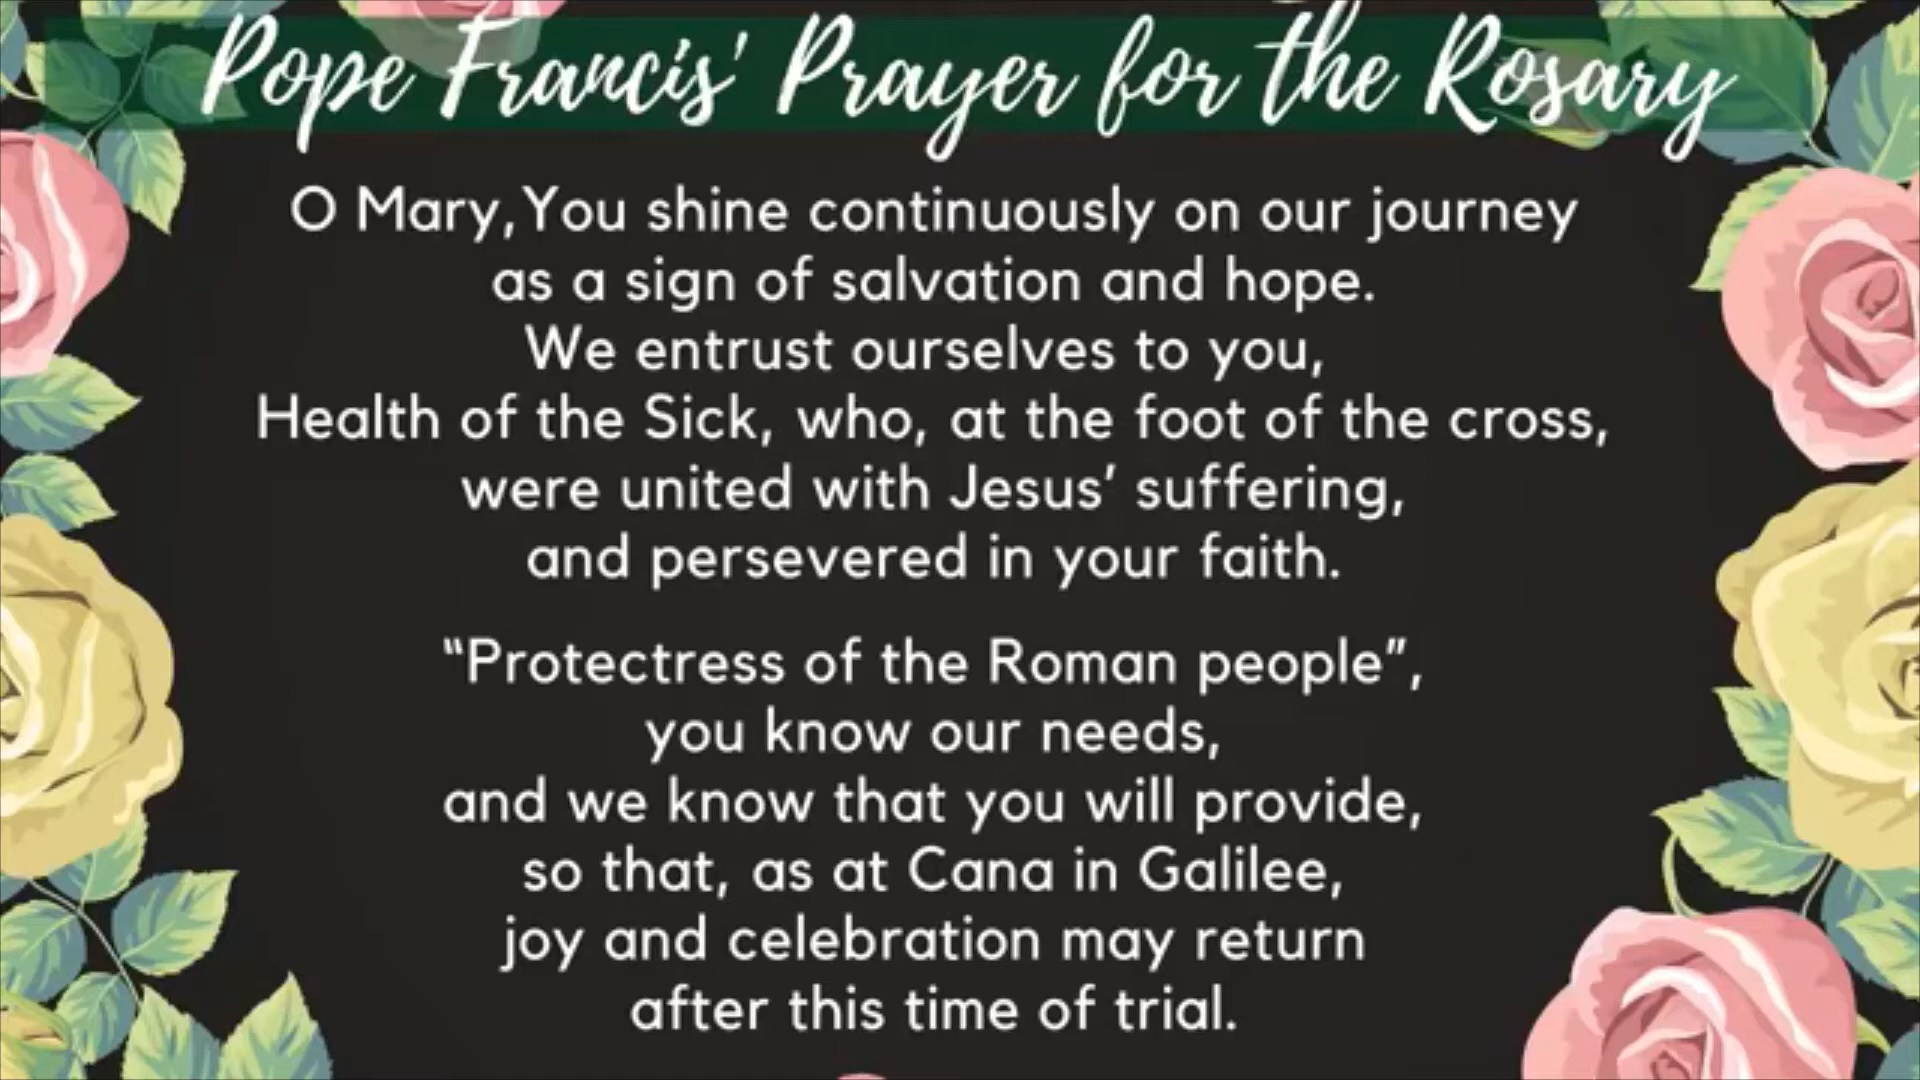 Pope Francis' Prayer for the Rosary
O Mary,You shine continuously on our journey
as a sign of salvation and hope.
We entrust ourselves to you,
Health of the Sick, who, at the foot of the cross,
were united with Jesus’ suffering,
and persevered in your faith.
“Protectress of the Roman people”,
you know our needs,
and we know that you will provide,
so that, as at Cana in Galilee,
joy and celebration may return
after this time of trial.